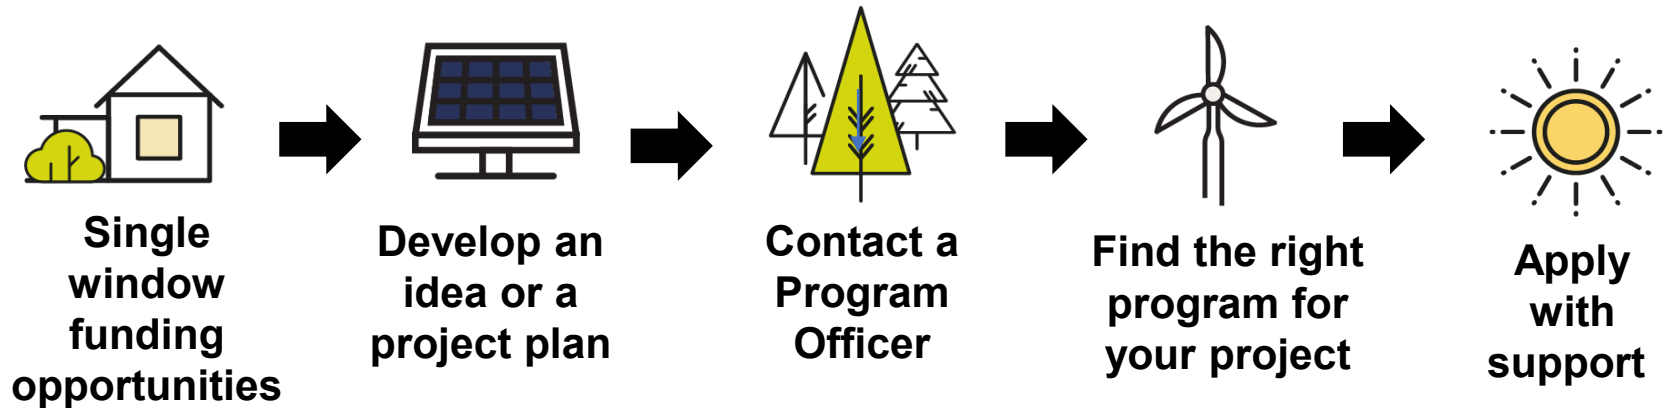 Single
window
funding
opportunities
Develop an
idea or a
project plan
Contact a
Program
Officer
Find the right
program for
your project
Apply
with
support